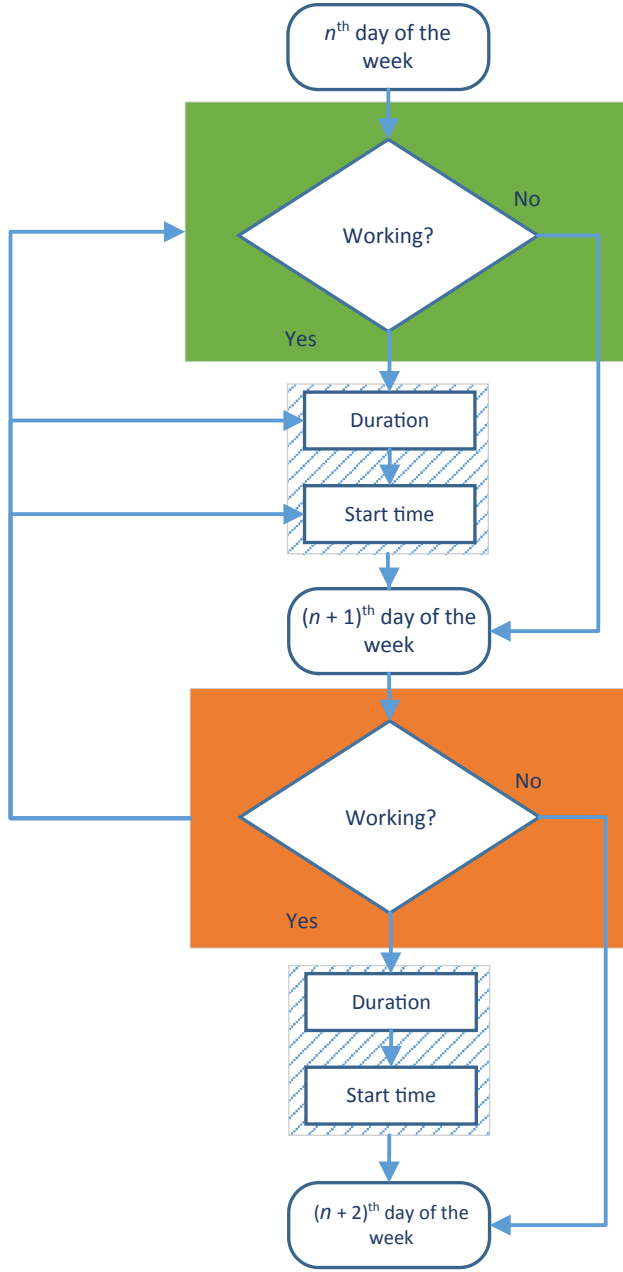 nth day of the
week
No
Working?
Yes
Duration
Start time
(n + 1)th day of the
week
No
Working?
Yes
Duration
Start time
(n + 2)th day of the
week